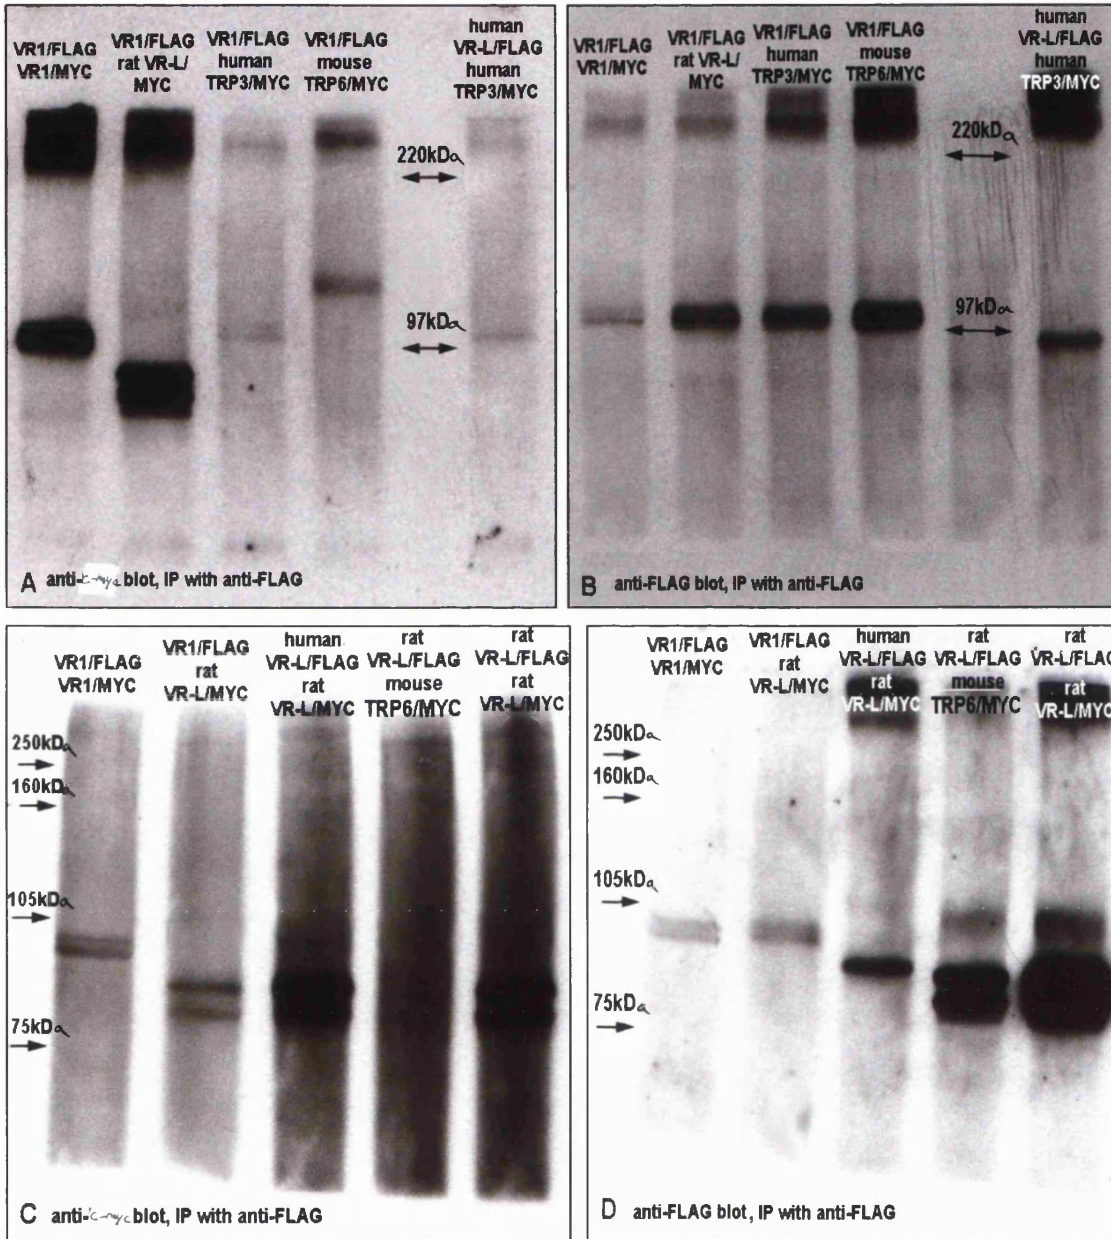 VR1/FLAG
VR1/MYC
VR1/FLAG
rat VR-L/
MYC
VR1/FLAG
human
TRP3/MYC
VR1/FLAG
mouse
TRP6/MYC
human
VR-L/FLAG
human
TRP3/MYC
220kDa
97kDa
A anti-c-myc blot, IP with anti-FLAG
VR1/FLAG
VR1/MYC
VR1/FLAG
rat VR-L/
MYC
VR1/FLAG
human
TRP3/MYC
VR1/FLAG
mouse
TRP6/MYC
human
VR-L/FLAG
human
TRP3/MYC
220kDa
97kDa
B anti-FLAG blot, IP with anti-FLAG
VR1/FLAG
VR1/MYC
VR1/FLAG
rat
VR-L/MYC
human
VR-L/FLAG
rat
VR-L/MYC
rat
VR-L/FLAG
mouse
TRP6/MYC
rat
VR-L/FLAG
rat
VR-L/MYC
250kDa
160kDa
105kDa
75kDa
C anti-c-myc blot, IP with anti-FLAG
VR1/FLAG
VR1/MYC
VR1/FLAG
rat
VR-L/MYC
human
VR-L/FLAG
rat
VR-L/MYC
rat
VR-L/FLAG
mouse
TRP6/MYC
rat
VR-L/FLAG
rat
VR-L/MYC
250kDa
160kDa
105kDa
75kDa
D anti-FLAG blot, IP with anti-FLAG